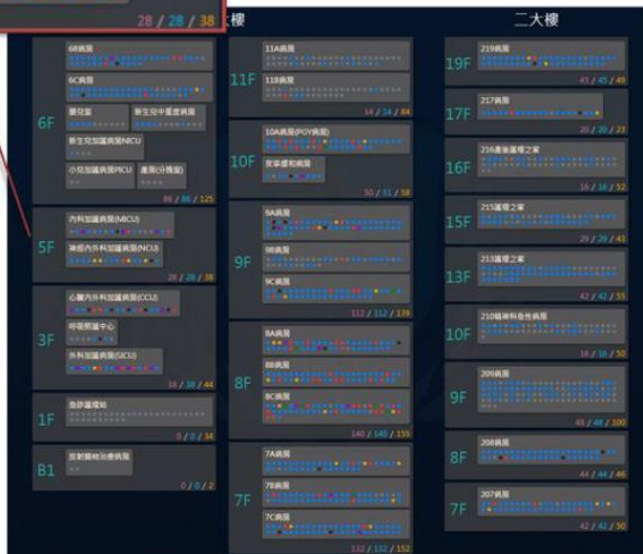 28 / 28 / 38
大樓
6B病房
6C病房
嬰兒室
新生兒中重度病房
新生兒加護病房NICU
小兒加護病房PICU
產房(分娩室)
6F
86 / 86 / 125
內科加護病房(MICU)
神經內外科加護病房(NCU)
5F
28 / 28 / 38
心臟內外科加護病房(CCU)
呼吸照護中心
外科加護病房(SICU)
3F
38 / 38 / 44
急診護理站
1F
0 / 0 / 34
B1
0 / 0 / 2
11A病房
11B病房
11F
14 / 14 / 84
10A病房(PGY病房)
安寧緩和病房
10F
50 / 51 / 58
9A病房
9B病房
9C病房
9F
112 / 112 / 139
8A病房
8B病房
8C病房
8F
140 / 140 / 155
7A病房
7B病房
7C病房
7F
132 / 132 / 152
二大樓
219病房
19F
45 / 45 / 49
217病房
17F
20 / 20 / 23
216產後護理之家
16F
16 / 16 / 52
215護理之家
15F
29 / 29 / 43
213護理之家
13F
42 / 42 / 55
210精神科急性病房
10F
16 / 16 / 50
209病房
9F
48 / 48 / 100
208病房
8F
44 / 44 / 46
207病房
7F
42 / 42 / 50